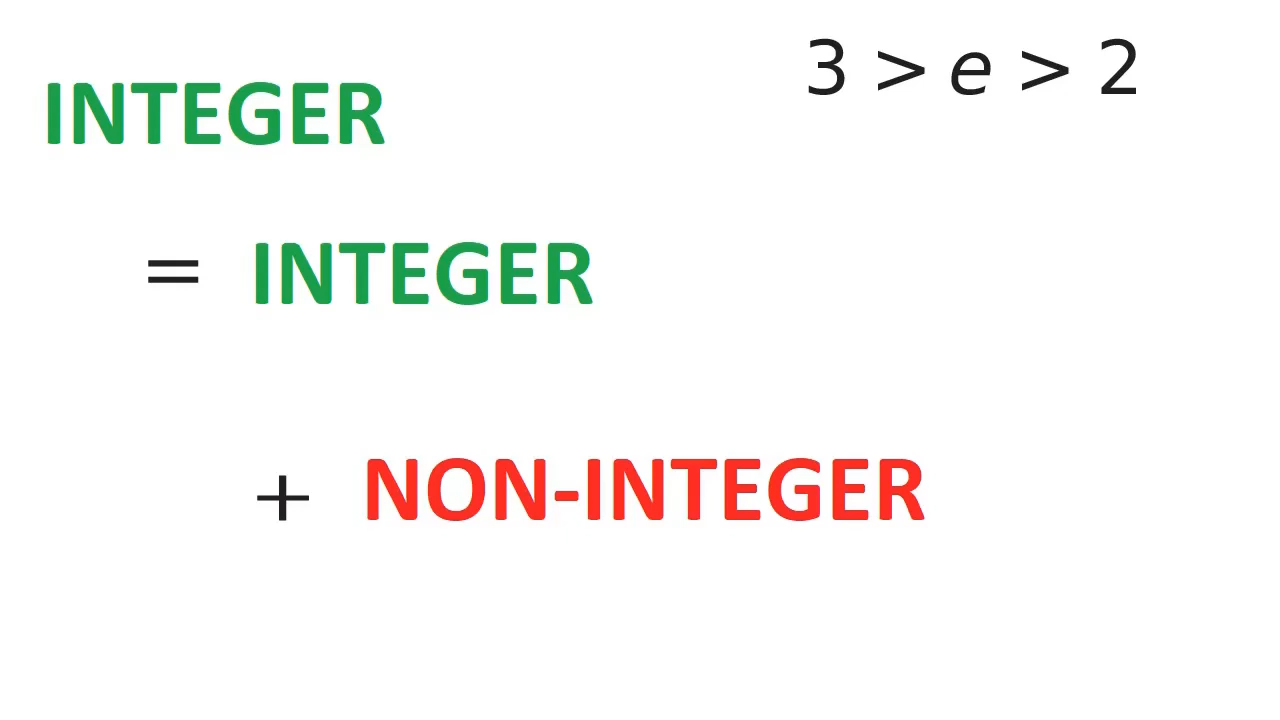 3 > e > 2
INTEGER
= INTEGER
+ NON-INTEGER